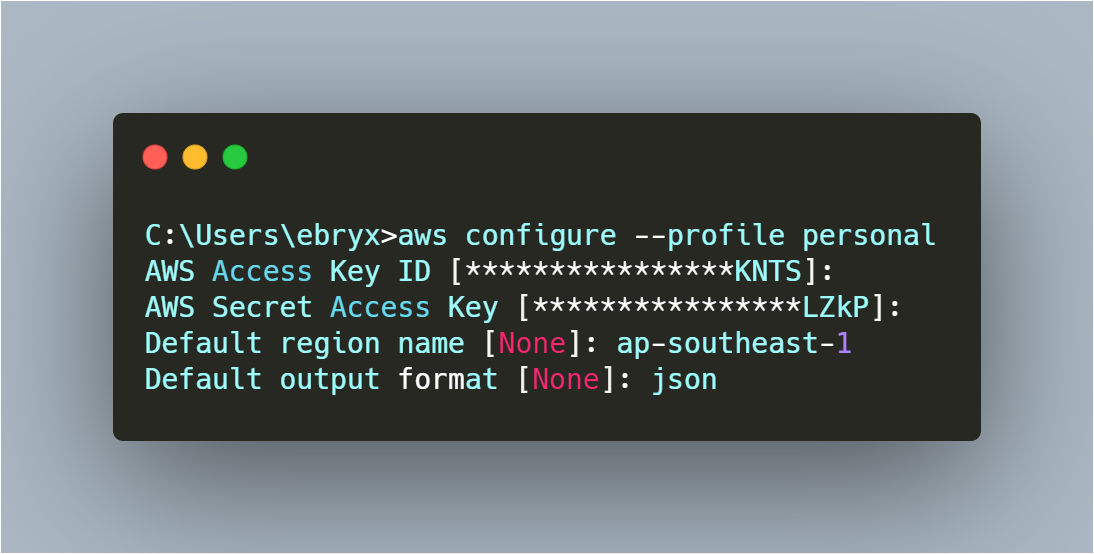 C:\Users\ebryx>aws configure --profile personal
AWS Access Key ID [****************KNTS]:
AWS Secret Access Key [****************LZkP]:
Default region name [None]: ap-southeast-1
Default output format [None]: json